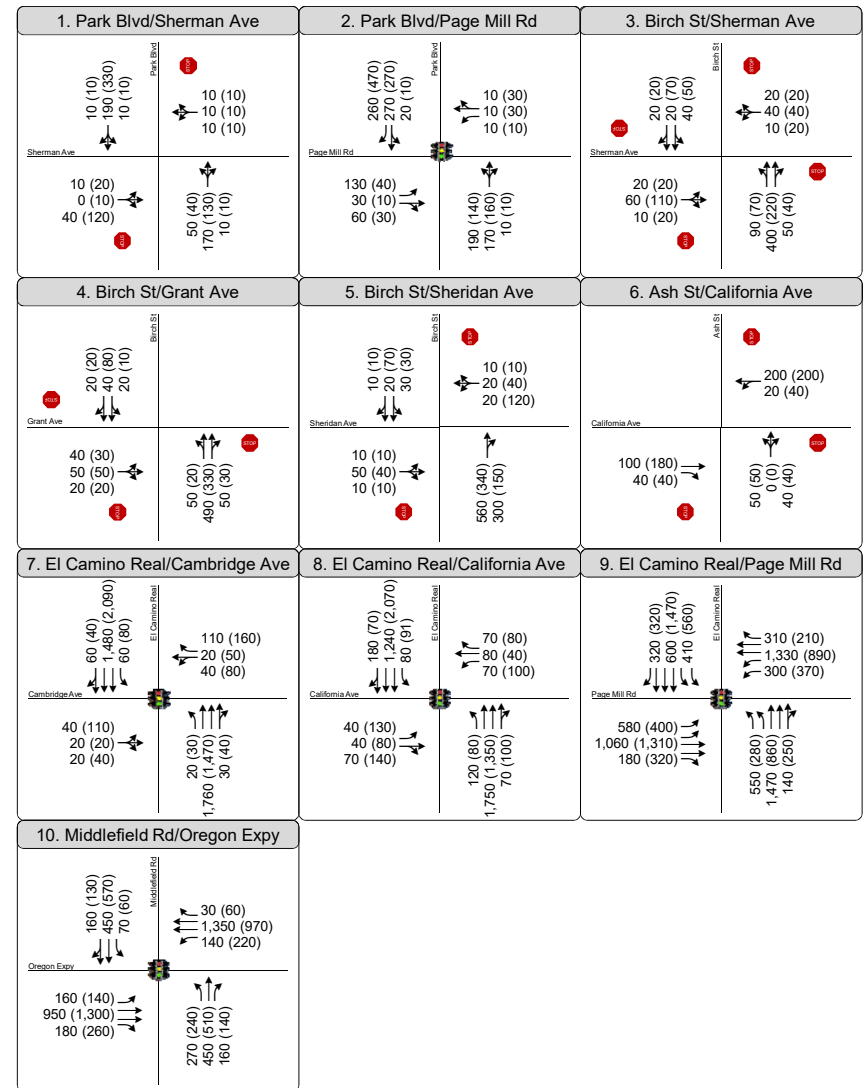 1. Park Blvd/Sherman Ave
Park Blvd
STOP
10 (10)
190 (330)
10 (10)
10 (10)
10 (10)
10 (10)
Sherman Ave
10 (20)
0 (10)
40 (120)
STOP
50 (40)
170 (130)
10 (10)
2. Park Blvd/Page Mill Rd
Park Blvd
260 (470)
270 (270)
20 (10)
10 (30)
10 (30)
10 (10)
Page Mill Rd
130 (40)
30 (10)
60 (30)
190 (140)
170 (160)
10 (10)
3. Birch St/Sherman Ave
Birch St
STOP
20 (20)
20 (70)
40 (50)
20 (20)
40 (40)
10 (20)
STOP
Sherman Ave
STOP
20 (20)
60 (110)
10 (20)
STOP
90 (70)
400 (220)
50 (40)
4. Birch St/Grant Ave
Birch St
20 (20)
40 (80)
20 (10)
STOP
Grant Ave
STOP
40 (30)
50 (50)
20 (20)
STOP
50 (20)
490 (330)
50 (30)
5. Birch St/Sheridan Ave
Birch St
STOP
10 (10)
20 (70)
30 (30)
10 (10)
20 (40)
20 (120)
Sheridan Ave
10 (10)
50 (40)
10 (10)
STOP
560 (340)
300 (150)
6. Ash St/California Ave
Ash St
STOP
200 (200)
20 (40)
California Ave
STOP
100 (180)
40 (40)
STOP
50 (50)
0 (0)
40 (40)
7. El Camino Real/Cambridge Ave
El Camino Real
60 (40)
1,480 (2,090)
60 (80)
110 (160)
20 (50)
40 (80)
Cambridge Ave
40 (110)
20 (20)
20 (40)
20 (30)
1,760 (1,470)
30 (40)
8. El Camino Real/California Ave
El Camino Real
180 (70)
1,240 (2,070)
80 (91)
70 (80)
80 (40)
70 (100)
California Ave
40 (130)
40 (80)
70 (140)
120 (80)
1,750 (1,350)
70 (100)
9. El Camino Real/Page Mill Rd
El Camino Real
320 (320)
600 (1,470)
410 (560)
310 (210)
1,330 (890)
300 (370)
Page Mill Rd
580 (400)
1,060 (1,310)
180 (320)
550 (280)
1,470 (860)
140 (250)
10. Middlefield Rd/Oregon Expy
Middlefield Rd
160 (130)
450 (570)
70 (60)
30 (60)
1,350 (970)
140 (220)
Oregon Expy
160 (140)
950 (1,300)
180 (260)
270 (240)
450 (510)
160 (140)